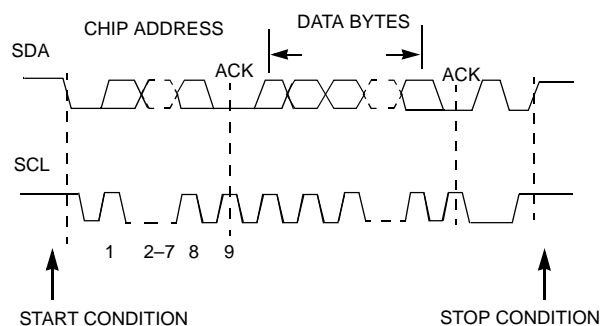 CHIP ADDRESS
DATA BYTES
SDA
ACK
ACK
SCL
1 2–7 8 9
START CONDITION
STOP CONDITION